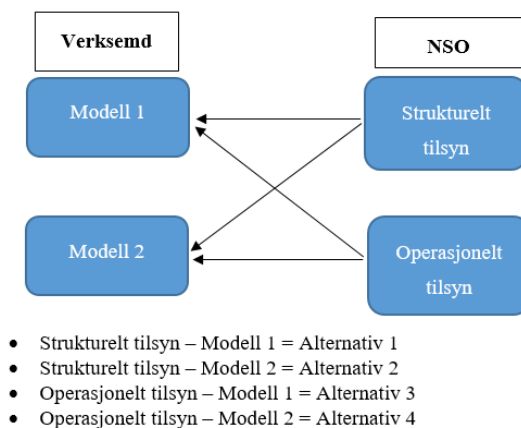 Verksemd
NSO
Modell 1
Strukturelt
tilsyn
Modell 2
Operasjonelt
tilsyn
• Strukturelt tilsyn – Modell 1 = Alternativ 1
• Strukturelt tilsyn – Modell 2 = Alternativ 2
• Operasjonelt tilsyn – Modell 1 = Alternativ 3
• Operasjonelt tilsyn – Modell 2 = Alternativ 4